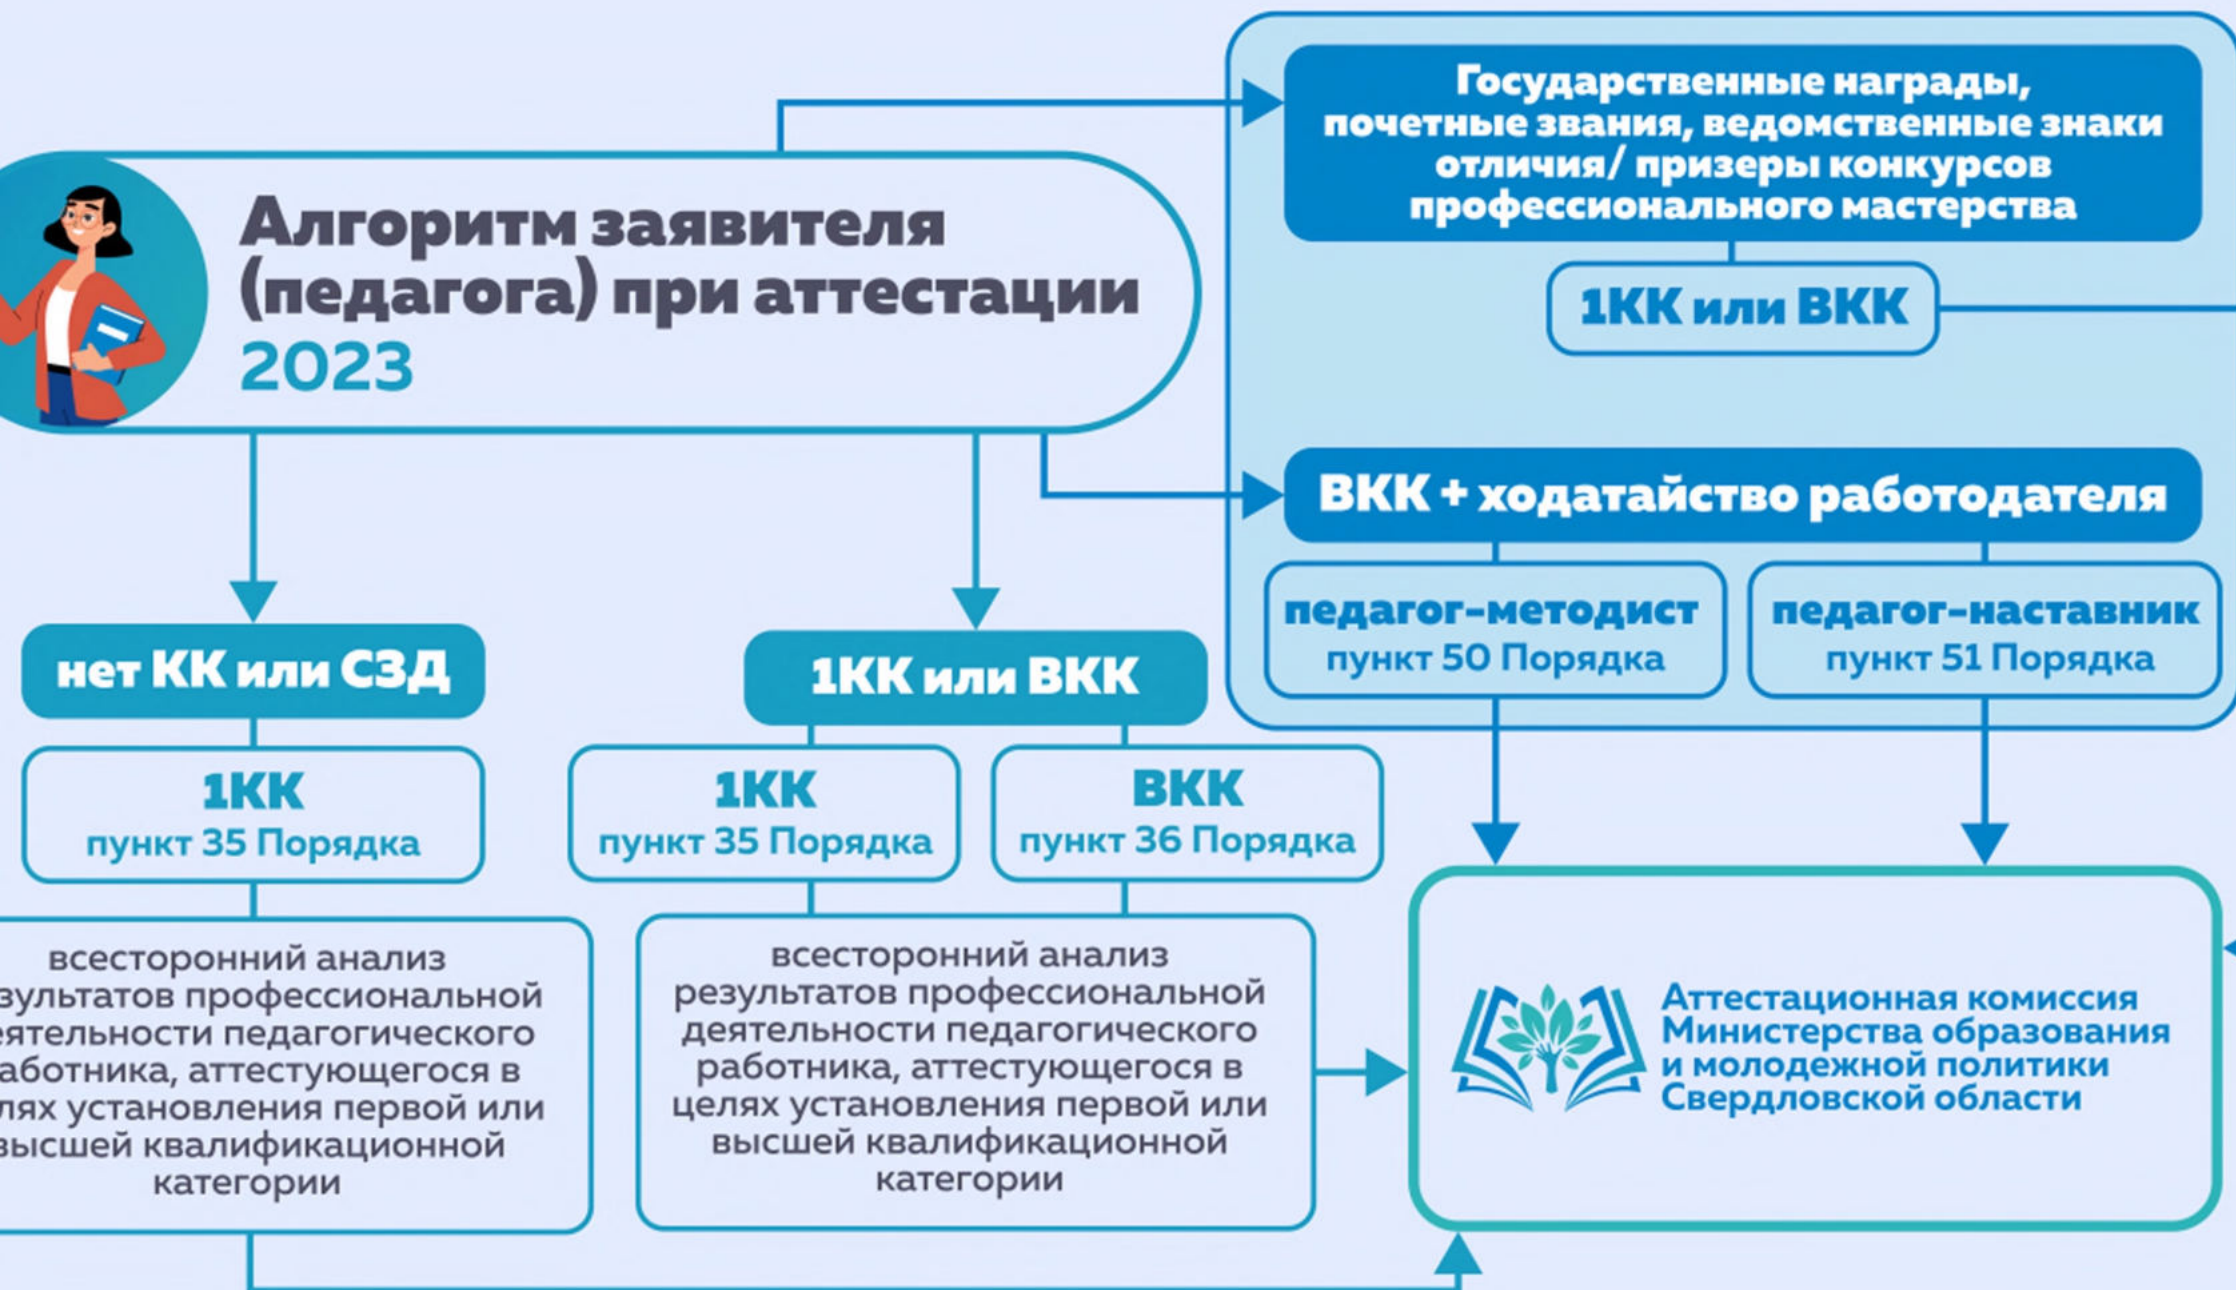 Алгоритм заявителя
(педагога) при аттестации
2023
Государственные награды,
почетные звания, ведомственные знаки
отличия/ призеры конкурсов
профессионального мастерства
1КК или ВКК
ВКК + ходатайство работодателя
педагог-методист
пункт 50 Порядка
педагог-наставник
пункт 51 Порядка
нет КК или СЗД
1КК
пункт 35 Порядка
всесторонний анализ
зультатов профессиональной
еятельности педагогического
аботника, аттестующегося в
лях установления первой или
высшей квалификационной
категории
1КК или ВКК
1КК
пункт 35 Порядка
ВКК
пункт 36 Порядка
всесторонний анализ
результатов профессиональной
деятельности педагогического
работника, аттестующегося в
целях установления первой или
высшей квалификационной
категории
Аттестационная комиссия
Министерства образования
и молодежной политики
Свердловской области